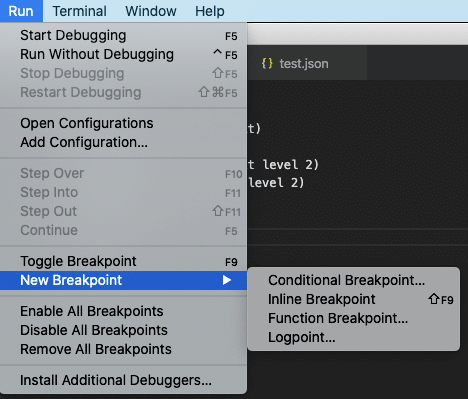 Run Terminal Window Help
Start Debugging F5
Run Without Debugging ^F5
Stop Debugging ⇧F5
Restart Debugging ⇧⌘F5
Open Configurations
Add Configuration...
Step Over F10
Step Into F11
Step Out ⇧F11
Continue F5
Toggle Breakpoint F9
New Breakpoint ▶
Enable All Breakpoints
Disable All Breakpoints
Remove All Breakpoints
Install Additional Debuggers...
{} test.json
t)
t level 2)
level 2)
Conditional Breakpoint...
Inline Breakpoint ⇧F9
Function Breakpoint...
Logpoint...